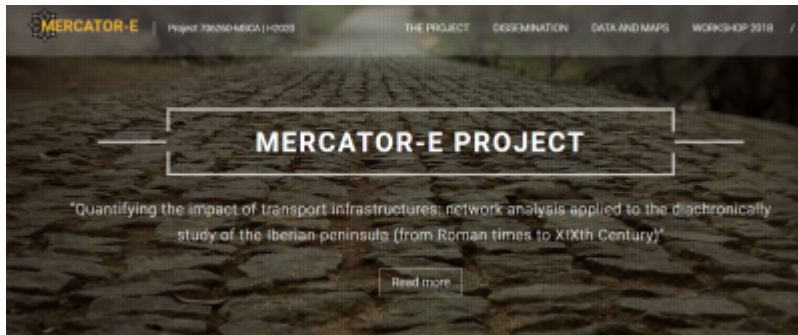 MERCATOR-E | Project 706260-MSCA | H2020 THE PROJECT DISSEMINATION DATA AND MAPS WORKSHOP 2018 /
MERCATOR-E PROJECT
"Quantifying the impact of transport infrastructures: network analysis applied to the diachronically
study of the Iberian peninsula (from Roman times to XIXth Century)"
Read more